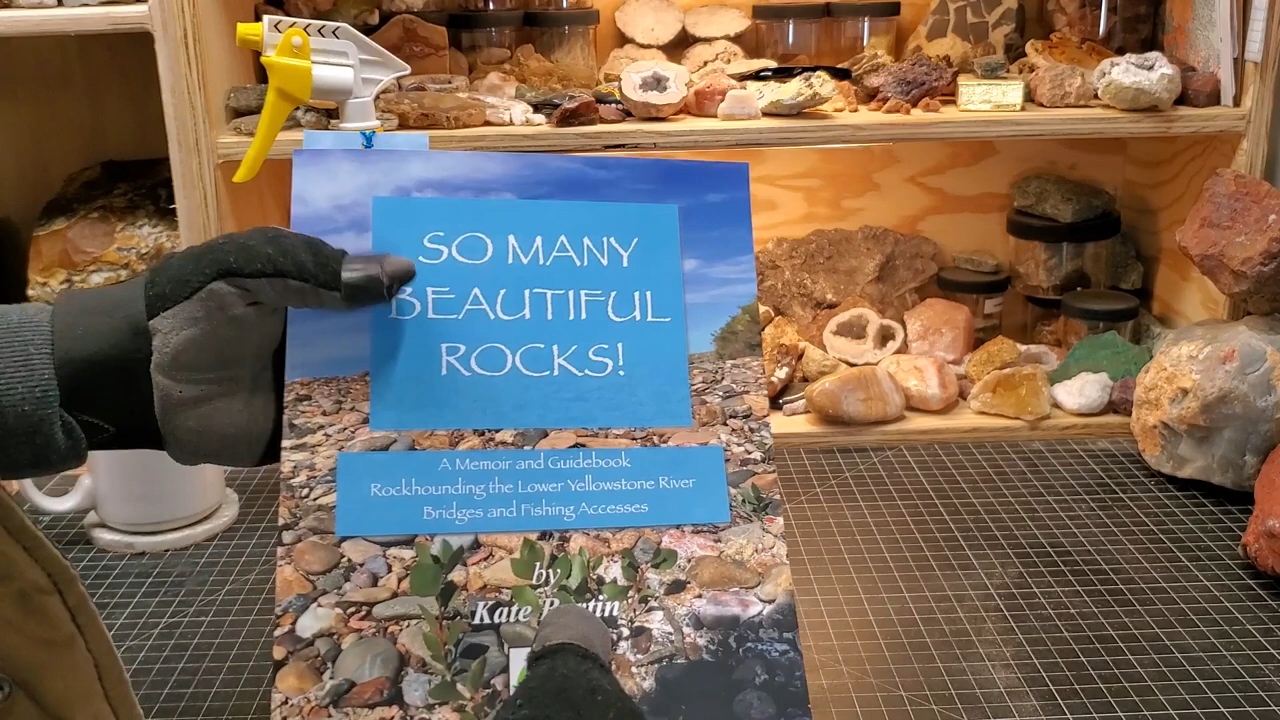 SO MANY
BEAUTIFUL
ROCKS!
A Memoir and Guidebook
Rockhounding the Lower Yellowstone River
Bridges and Fishing Accesses
by
Kate